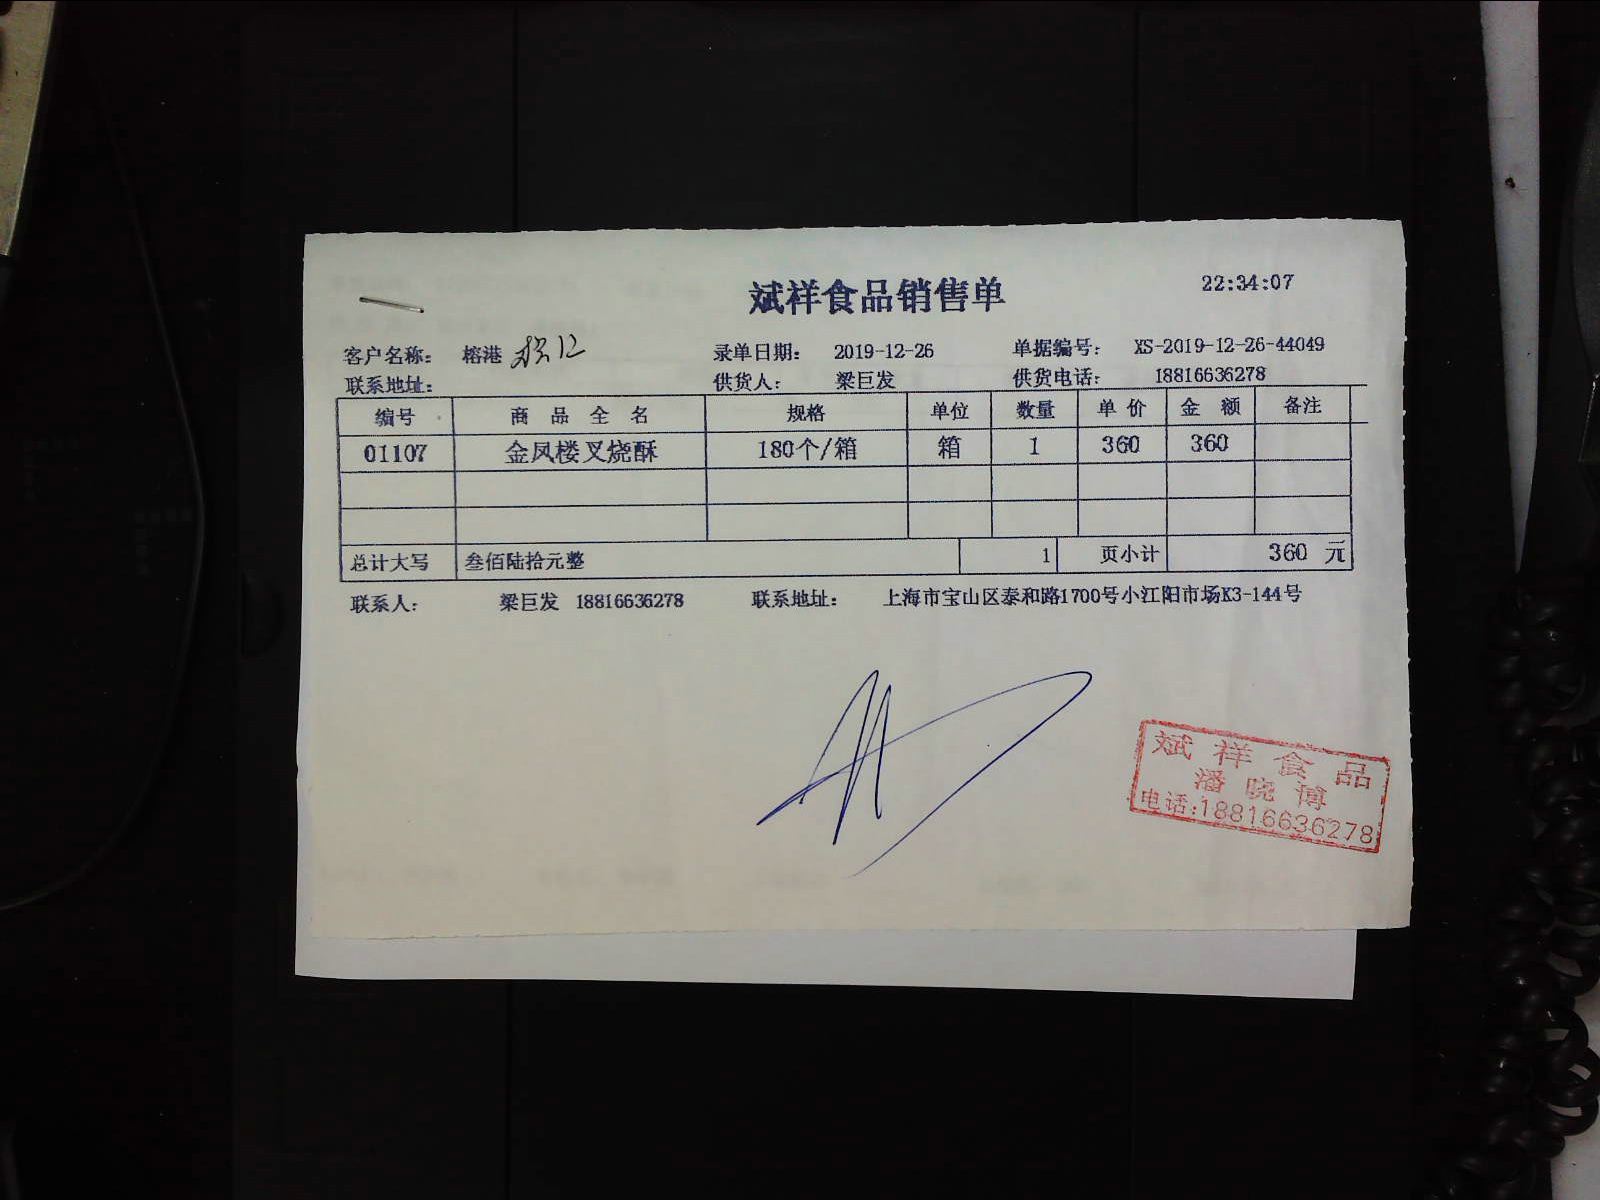 斌祥食品销售单 22:34:07
客户名称: 榕港 录单日期: 2019-12-26 单据编号: XS-2019-12-26-44049
联系地址: 供货人: 梁巨发 供货电话: 18816636278
编号 商品全名 规格 单位 数量 单价 金额 备注
01107 金凤楼叉烧酥 180个/箱 箱 1 360 360
总计大写 叁佰陆拾元整 1 页小计 360 元
联系人: 梁巨发 18816636278 联系地址: 上海市宝山区泰和路1700号小江阳市场K3-144号
斌祥食品
潘晓博
电话:18816636278